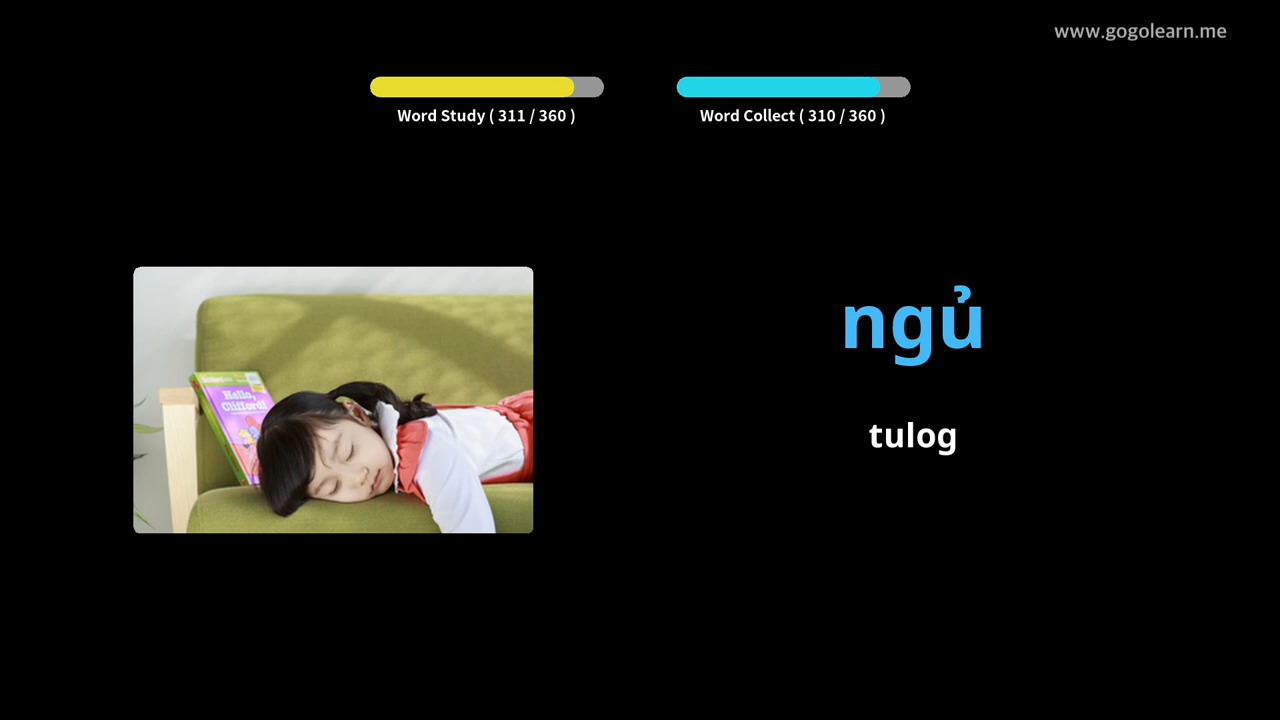 www.gogolearn.me
Word Study ( 311 / 360 )
Word Collect ( 310 / 360 )
Hello,
Clifford!
ngủ
tulog